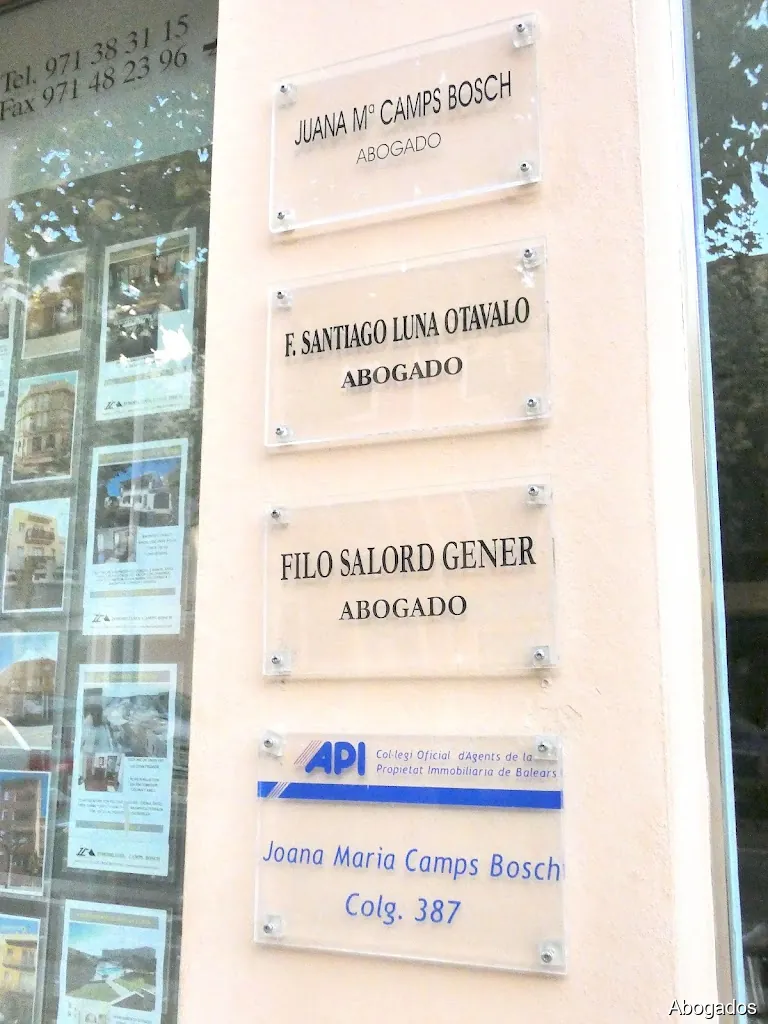 Tel. 971 38 31 15
Fax 971 48 23 96
JUANA Mª CAMPS BOSCH
ABOGADO
F. SANTIAGO LUNA OTAVALO
ABOGADO
FILO SALORD GENER
ABOGADO
API
Col·legi Oficial d'Agents de la
Propietat Immobiliaria de Balears
Joana Maria Camps Bosch
Colg. 387
Abogados